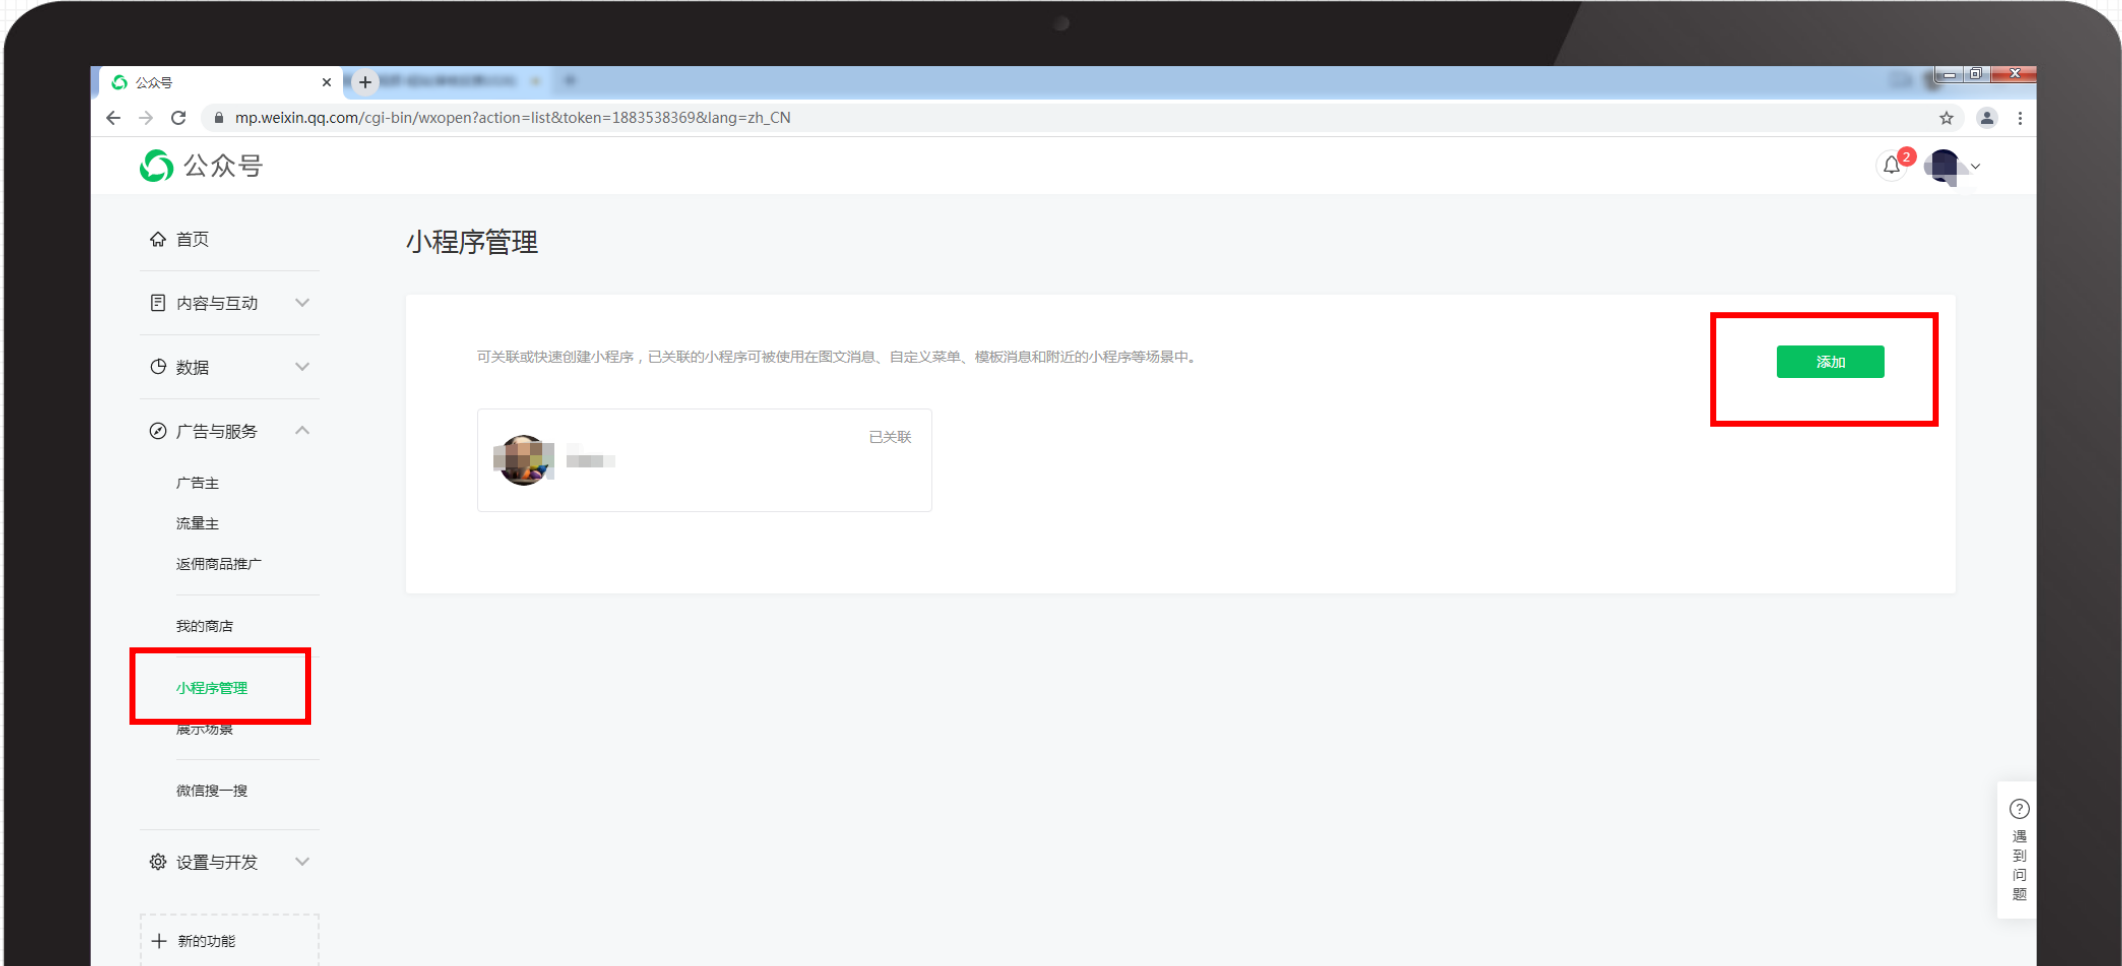 公众号
mp.weixin.qq.com/cgi-bin/wxopen?action=list&token=1883538369&lang=zh_CN
公众号
2
首页
内容与互动
数据
广告与服务
广告主
流量主
返佣商品推广
我的商店
小程序管理
展示场景
微信搜一搜
设置与开发
新的功能
小程序管理
可关联或快速创建小程序，已关联的小程序可被使用在图文消息、自定义菜单、模板消息和附近的小程序等场景中。
添加
已关联
遇到问题